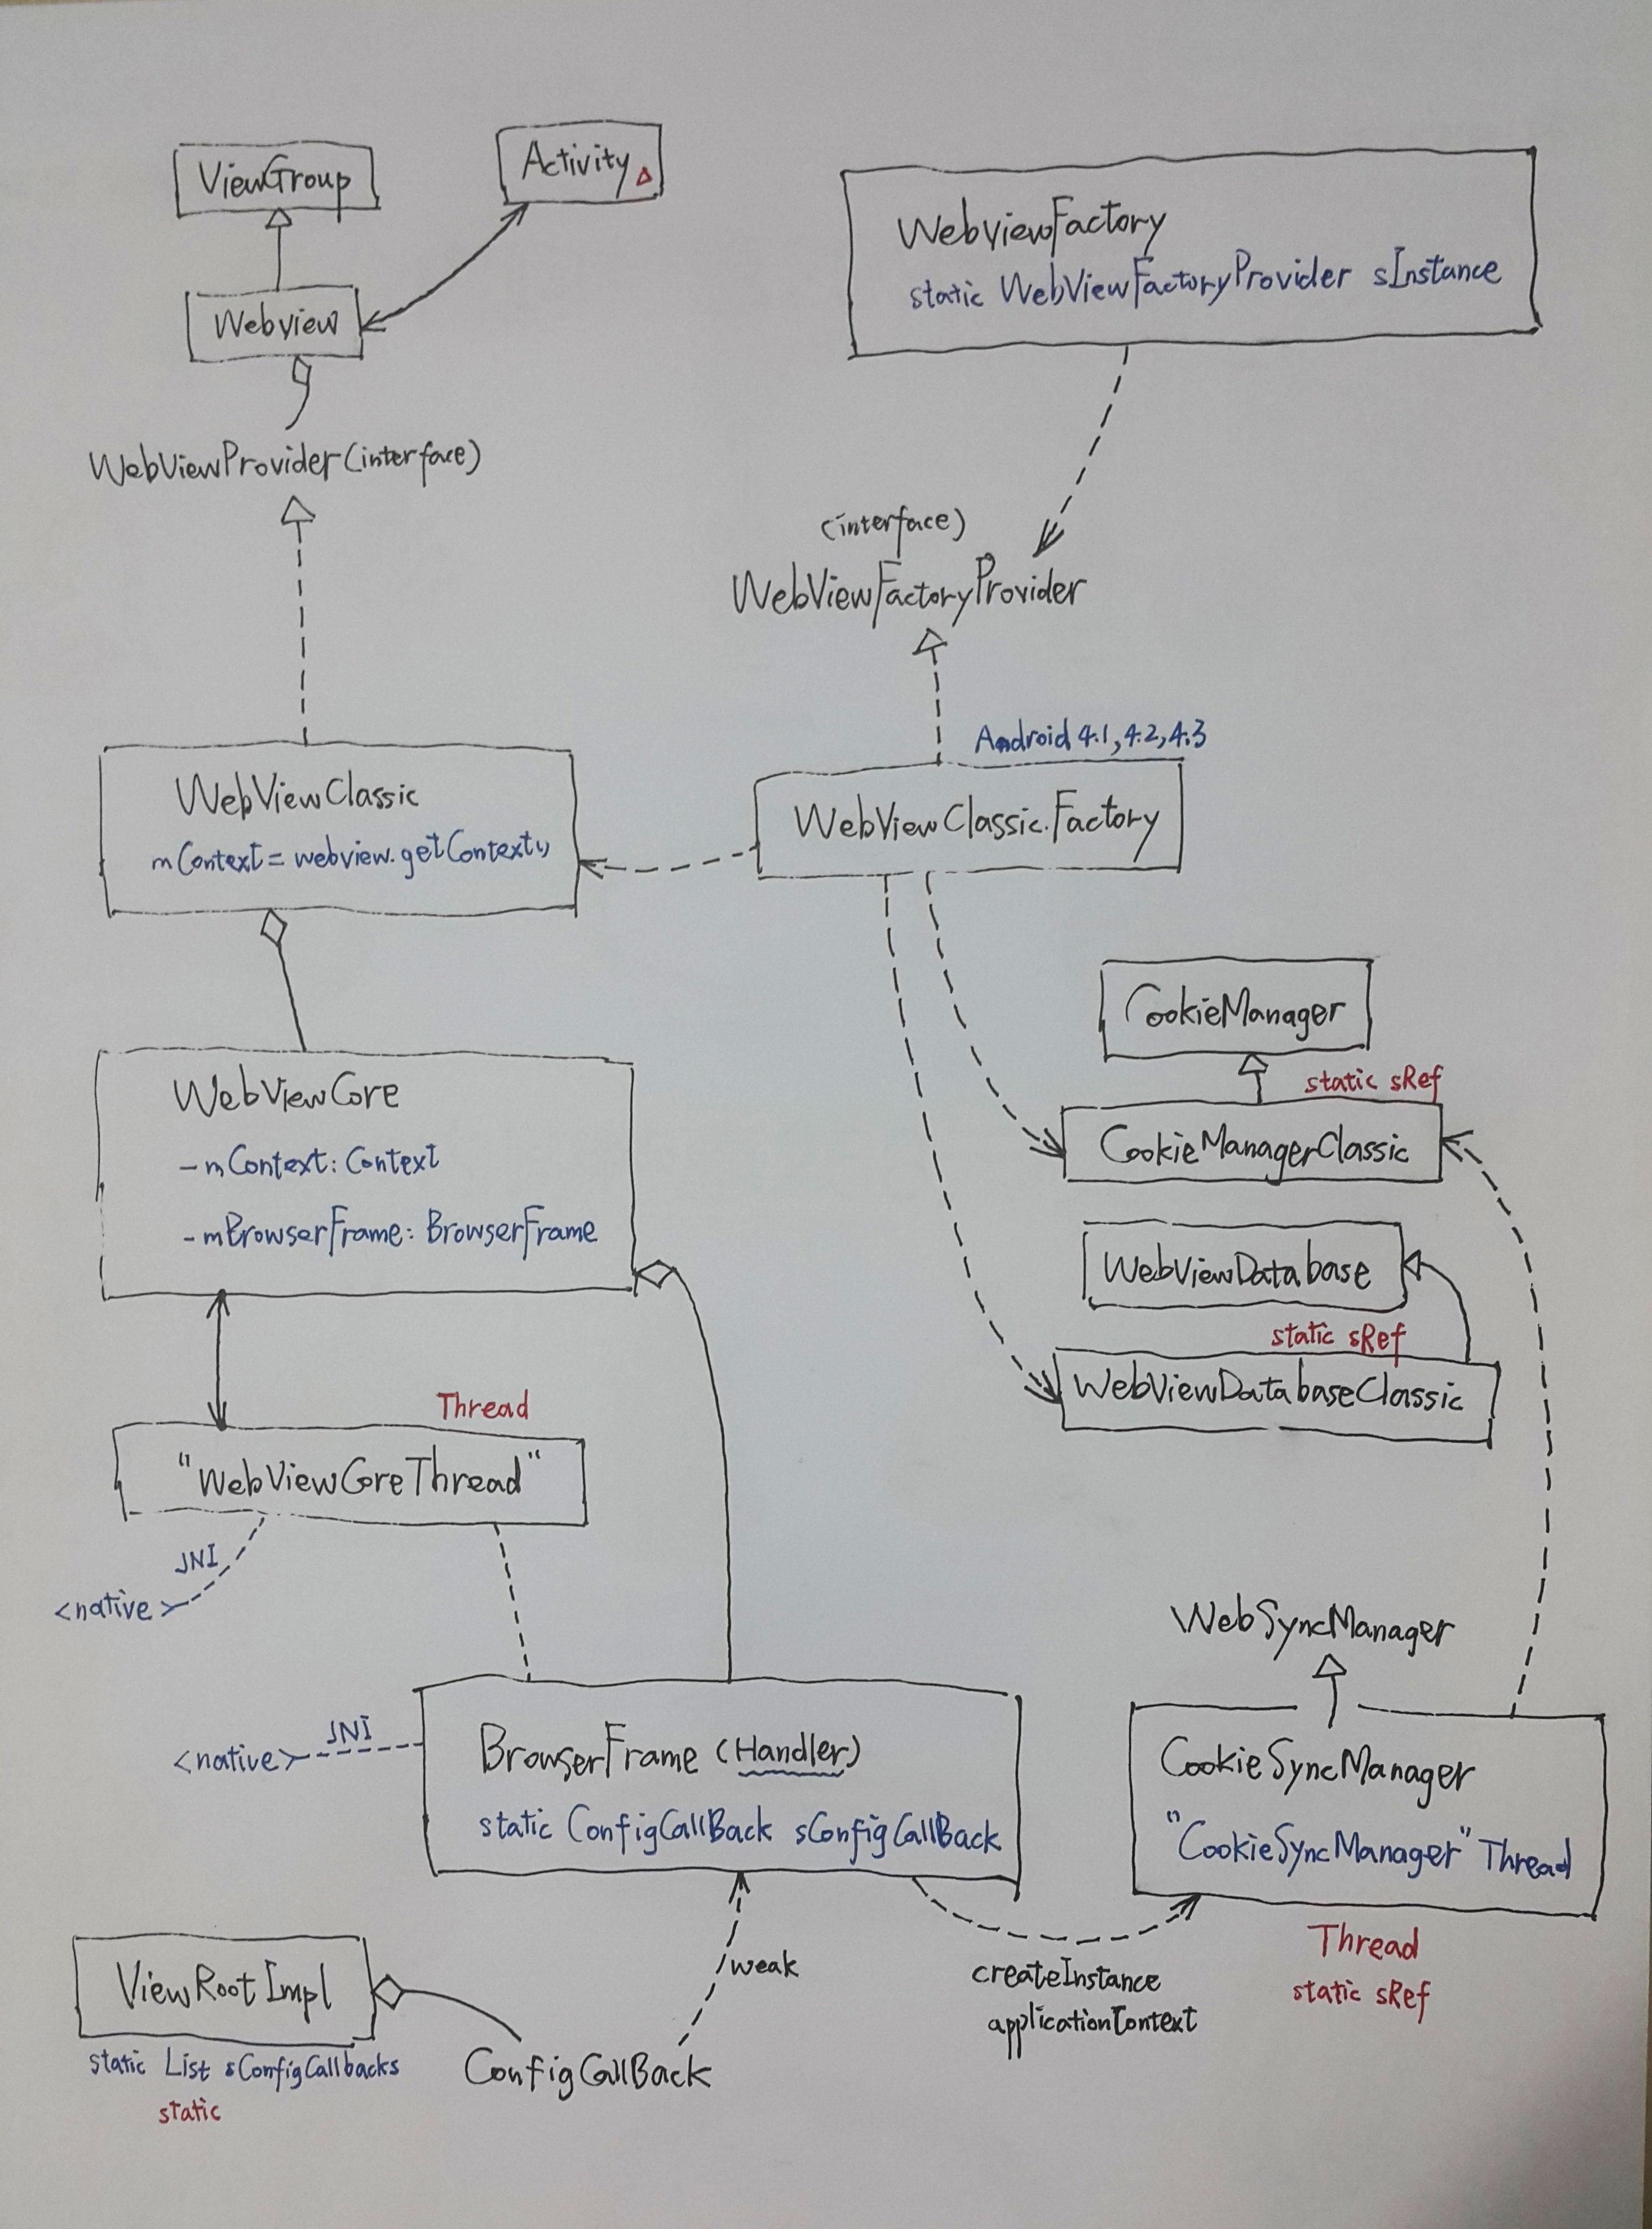 ViewGroup
Activity
WebviewFactory
static WebViewFactoryProvider sInstance
Webview
WebViewProvider(interface)
(interface)
WebViewFactoryProvider
Android 4.1, 4.2, 4.3
WebViewClassic
mContext = webview.getContext()
WebViewClassic.Factory
CookieManager
static sRef
CookieManagerClassic
WebViewCore
- mContext: Context
- mBrowserFrame: BrowserFrame
WebViewDatabase
static sRef
WebViewDatabaseClassic
Thread
"WebViewCoreThread"
JNI
<native>
WebSyncManager
BrowserFrame (Handler)
static ConfigCallBack sConfigCallBack
JNI
<native>
CookieSyncManager
"CookieSyncManager" Thread
Thread
static sRef
weak
createInstance
applicationContext
ViewRootImpl
static List sConfigCallbacks
static
ConfigCallBack